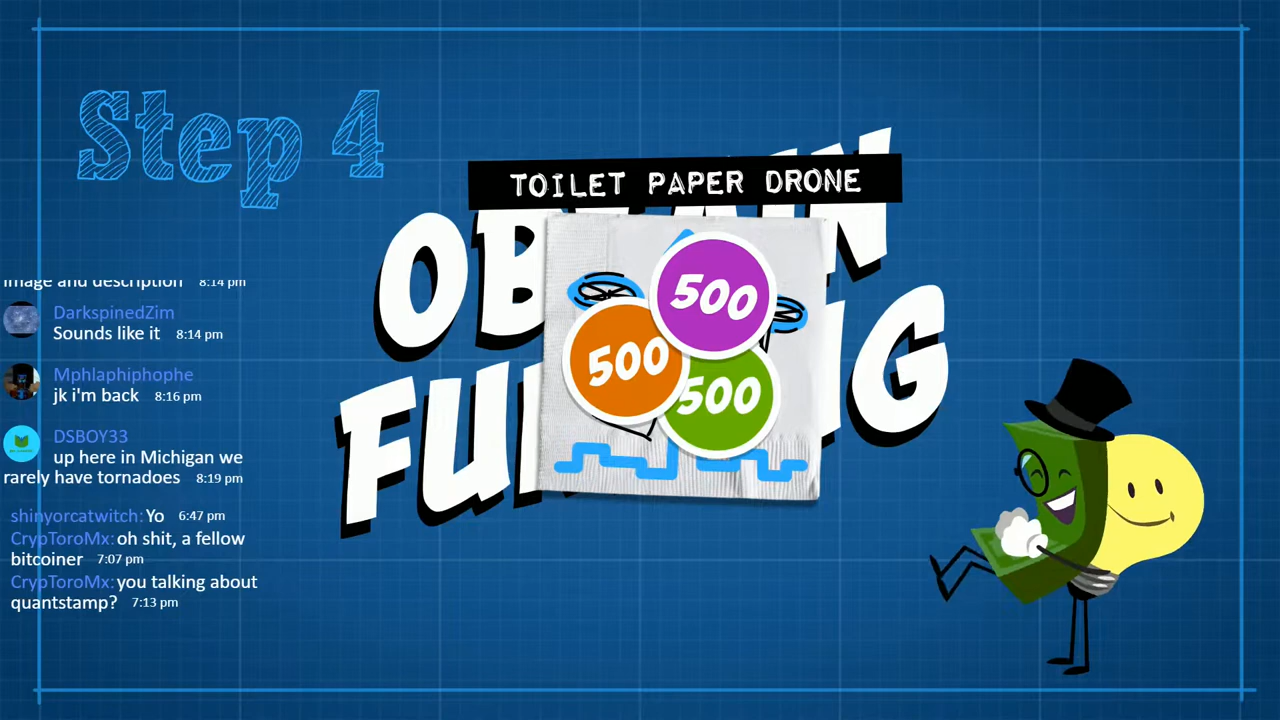 Step 4
TOILET PAPER DRONE
OBTAIN
FUNDING
500
500
500
image and description 8:14 pm
DarkspinedZim
Sounds like it 8:14 pm
Mphlaphiphophe
jk i'm back 8:16 pm
DSBOY33
up here in Michigan we
rarely have tornadoes 8:19 pm
shinyorcatwitch: Yo 6:47 pm
CrypToroMx: oh shit, a fellow
bitcoiner 7:07 pm
CrypToroMx: you talking about
quantstamp? 7:13 pm